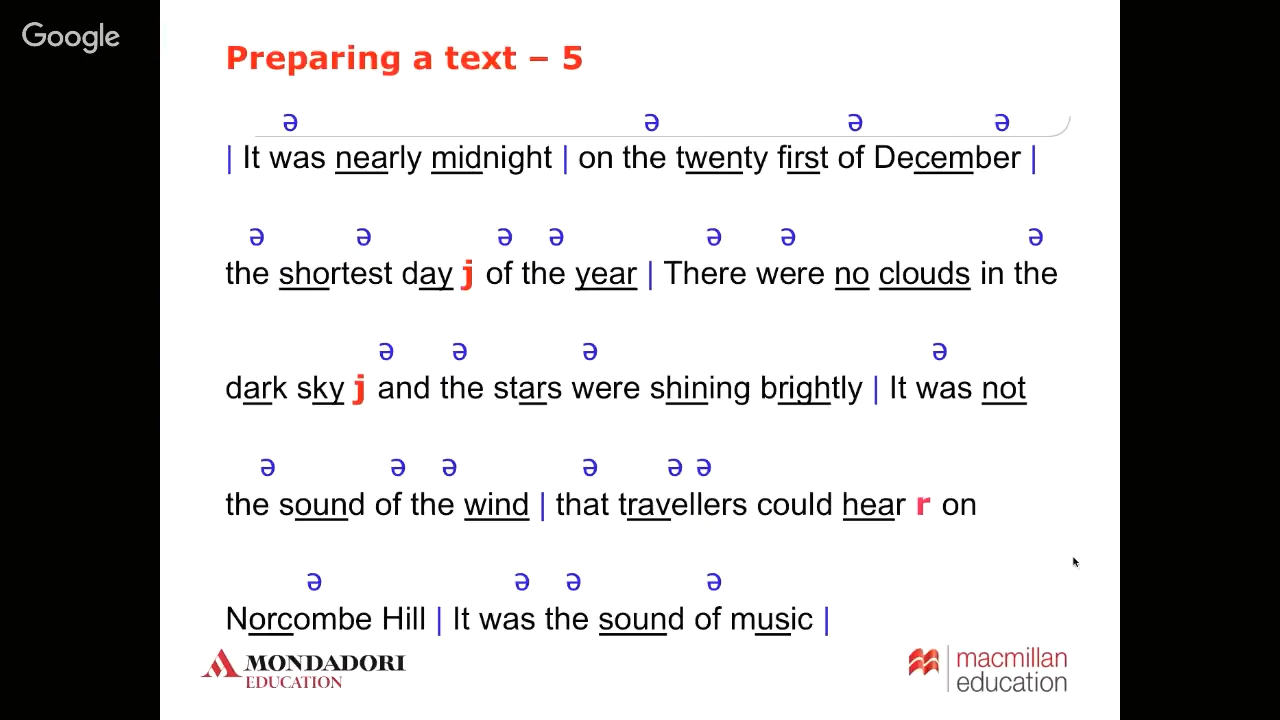 Google
Preparing a text – 5
ə ə ə ə
| It was nearly midnight | on the twenty first of December |
ə ə ə ə ə ə ə
the shortest day j of the year | There were no clouds in the
ə ə ə ə
dark sky j and the stars were shining brightly | It was not
ə ə ə ə ə ə
the sound of the wind | that travellers could hear r on
ə ə ə ə
Norcombe Hill | It was the sound of music |
MONDADORI
EDUCATION
macmillan
education